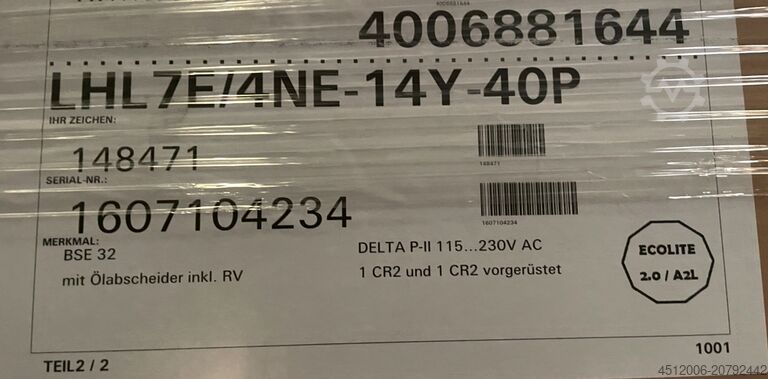 4006881644
4006881644
LHL7E/4NE-14Y-40P
IHR ZEICHEN:
148471
148471
SERIAL-NR.:
1607104234
1607104234
MERKMAL:
BSE 32
DELTA P-II 115...230V AC
mit Ölabscheider inkl. RV
1 CR2 und 1 CR2 vorgerüstet
ECOLITE
2.0 / A2L
TEIL2 / 2
1001
4512006-20792442